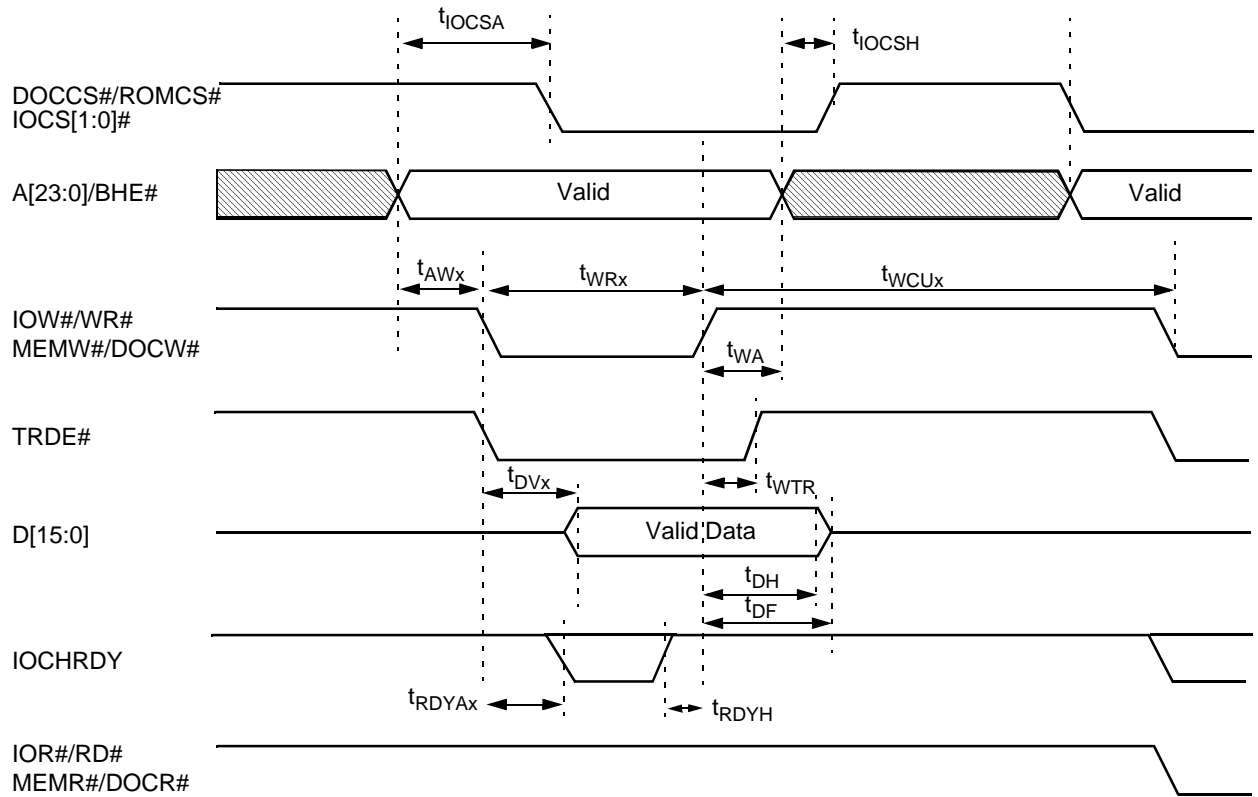 tIOCSA
tIOCSH
DOCCS#/ROMCS#
IOCS[1:0]#
A[23:0]/BHE#
Valid
Valid
tAWx
tWRx
tWCUx
IOW#/WR#
MEMW#/DOCW#
tWA
TRDE#
tDVx
tWTR
D[15:0]
Valid Data
tDH
tDF
IOCHRDY
tRDYAx
tRDYH
IOR#/RD#
MEMR#/DOCR#